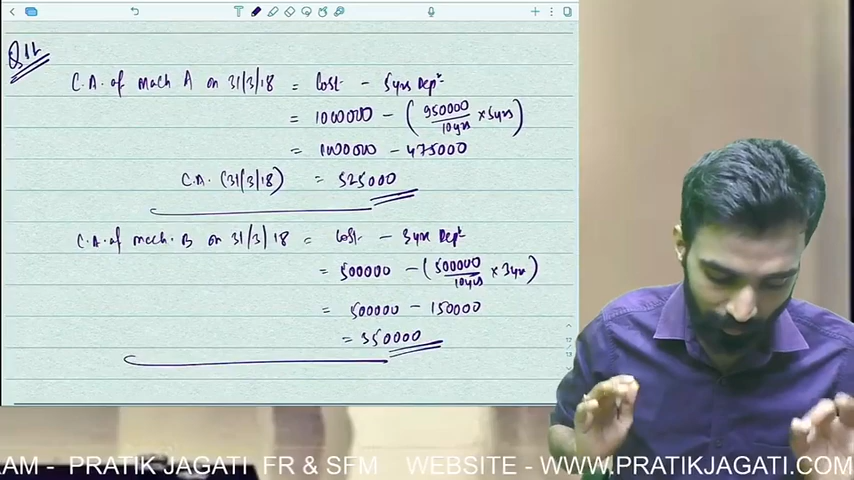 Q12
C.A. of mach A on 31/3/18 = Cost - 5yrs Depn
= 1000000 - (950000/10yrs × 5yrs)
= 1000000 - 475000
C.A. (31/3/18) = 525000
C.A. of mach. B on 31/3/18 = Cost - 3yrs Depn
= 500000 - (500000/10yrs × 3yrs)
= 500000 - 150000
= 350000
RAM - PRATIK JAGATI FR & SFM WEBSITE - WWW.PRATIKJAGATI.COM